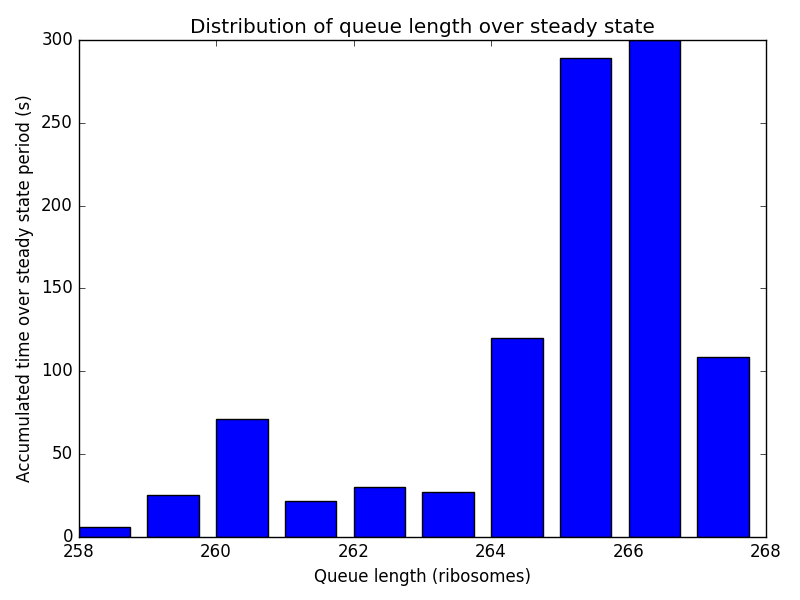 Distribution of queue length over steady state
Accumulated time over steady state period (s)
300
250
200
150
100
50
0
258 260 262 264 266 268
Queue length (ribosomes)